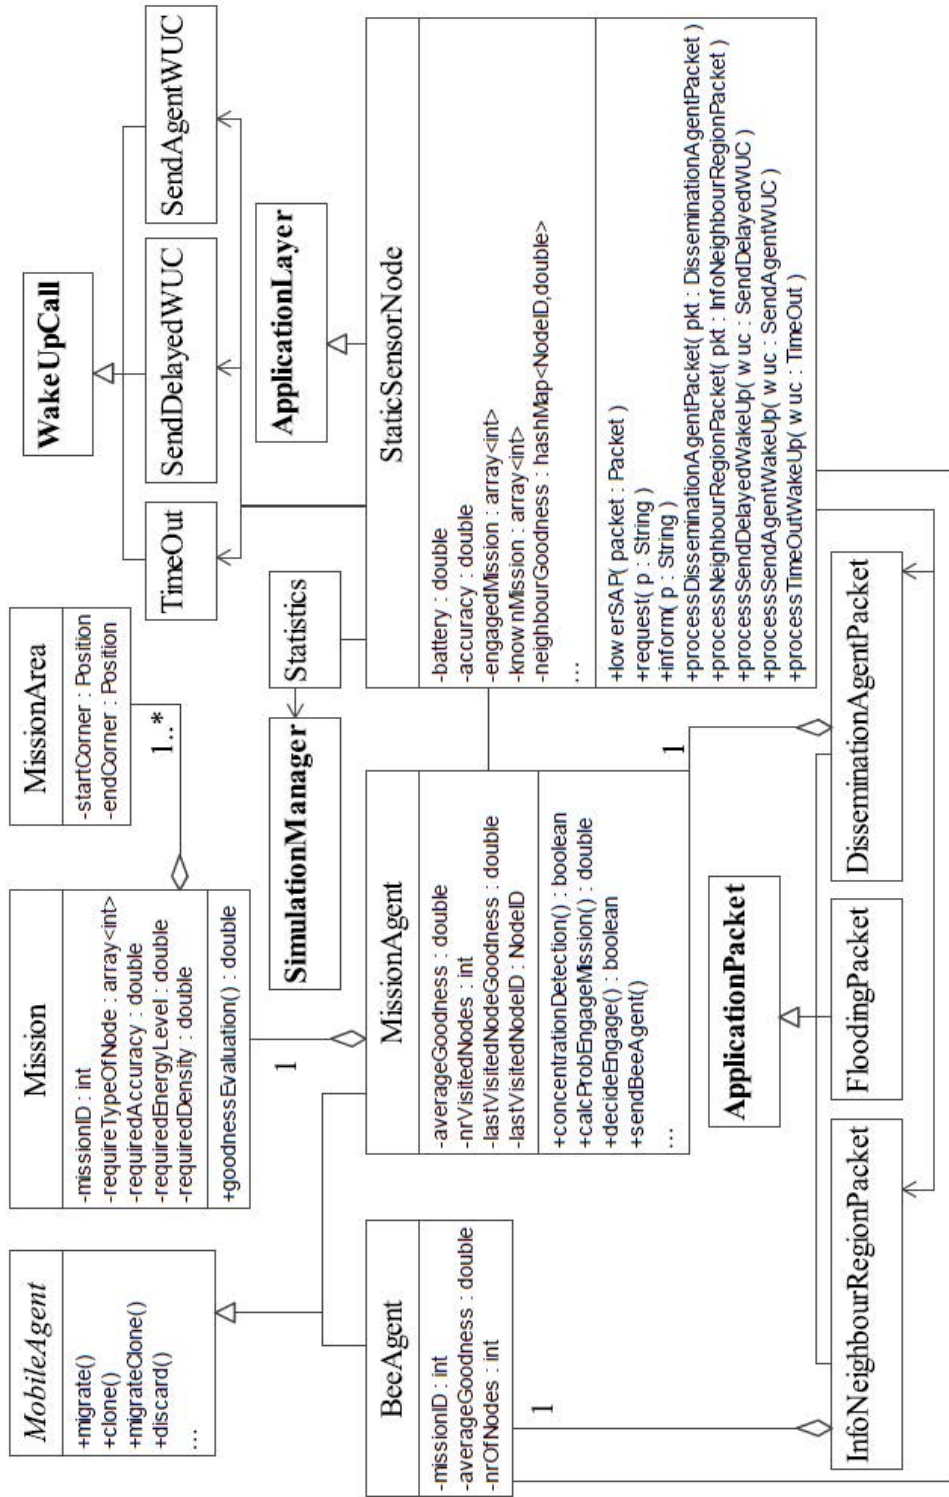 MobileAgent
+migrate()
+clone()
+migrateClone()
+discard()
...
Mission
-missionID : int
-requireTypeOfNode : array<int>
-requiredAccuracy : double
-requiredEnergyLevel : double
-requiredDensity : double
+goodnessEvaluation() : double
MissionArea
-startCorner : Position
-endCorner : Position
1..*
WakeUpCall
TimeOut
SendDelayedWUC
SendAgentWUC
1
SimulationManager
Statistics
ApplicationLayer
BeeAgent
-missionID : int
-averageGoodness : double
-nrOfNodes : int
1
MissionAgent
-averageGoodness : double
-nrVisitedNodes : int
-lastVisitedNodeGoodness : double
-lastVisitedNodeID : NodeID
+concentrationDetection() : boolean
+calcProbEngageMission() : double
+decideEngage() : boolean
+sendBeeAgent()
...
1
StaticSensorNode
-battery : double
-accuracy : double
-engagedMission : array<int>
-knownMission : array<int>
-neighbourGoodness : hashMap<NodeID,double>
...
+lowerSAP( packet : Packet )
+request( p : String )
+inform( p : String )
+processDisseminationAgentPacket( pkt : DisseminationAgentPacket )
+processNeighbourRegionPacket( pkt : InfoNeighbourRegionPacket )
+processSendDelayedWakeUp( wuc : SendDelayedWUC )
+processSendAgentWakeUp( wuc : SendAgentWUC )
+processTimeOutWakeUp( wuc : TimeOut )
ApplicationPacket
InfoNeighbourRegionPacket
FloodingPacket
DisseminationAgentPacket